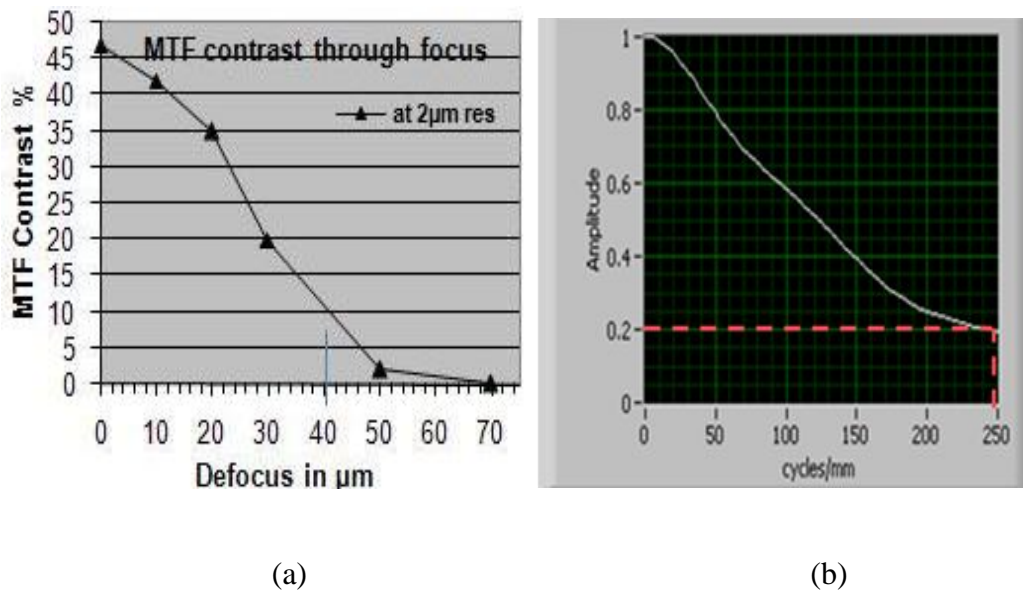 MTF contrast through focus
at 2µm res
MTF Contrast %
50
45
40
35
30
25
20
15
10
5
0
0 10 20 30 40 50 60 70
Defocus in µm
Amplitude
1
0.8
0.6
0.4
0.2
0
0 50 100 150 200 250
cycles/mm
(a)
(b)